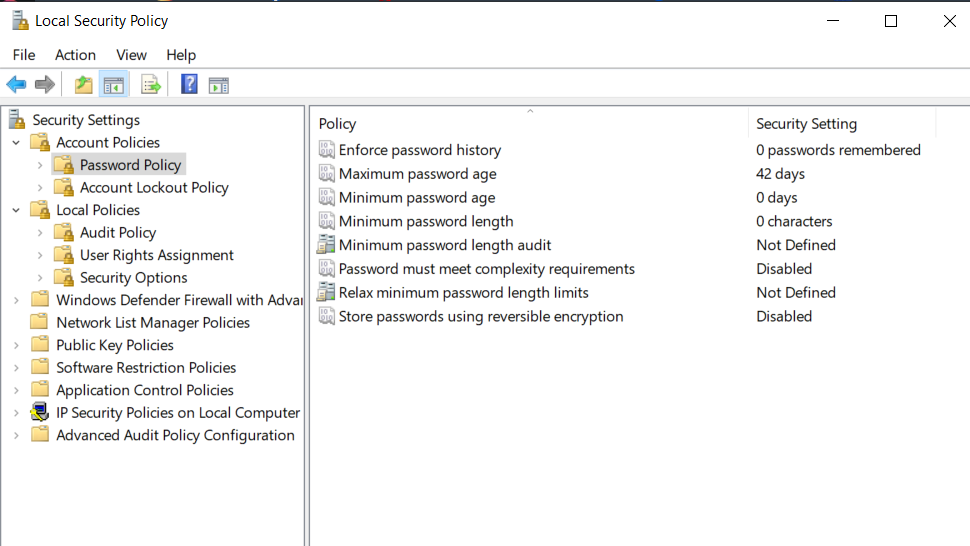 Local Security Policy
File Action View Help
Security Settings
Account Policies
Password Policy
Account Lockout Policy
Local Policies
Audit Policy
User Rights Assignment
Security Options
Windows Defender Firewall with Adva
Network List Manager Policies
Public Key Policies
Software Restriction Policies
Application Control Policies
IP Security Policies on Local Computer
Advanced Audit Policy Configuration
Policy Security Setting
Enforce password history 0 passwords remembered
Maximum password age 42 days
Minimum password age 0 days
Minimum password length 0 characters
Minimum password length audit Not Defined
Password must meet complexity requirements Disabled
Relax minimum password length limits Not Defined
Store passwords using reversible encryption Disabled